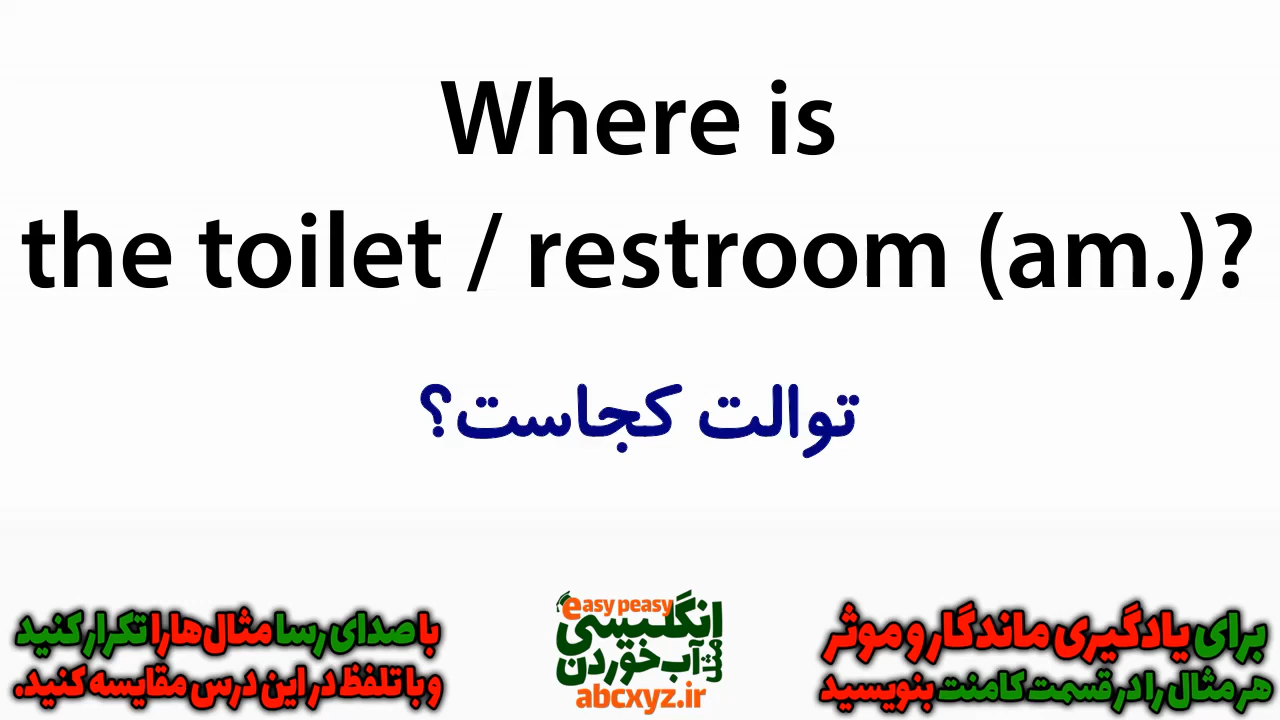 Where is
the toilet / restroom (am.)?
توالت کجاست؟
برای یادگیری ماندگار و موثر
هر مثال را در قسمت کامنت بنویسید
easy peasy
انگلیسی
مثل آب خوردن
abcxyz.ir
با صدای رسا مثال‌ها را تکرار کنید
و با تلفظ در این درس مقایسه کنید.